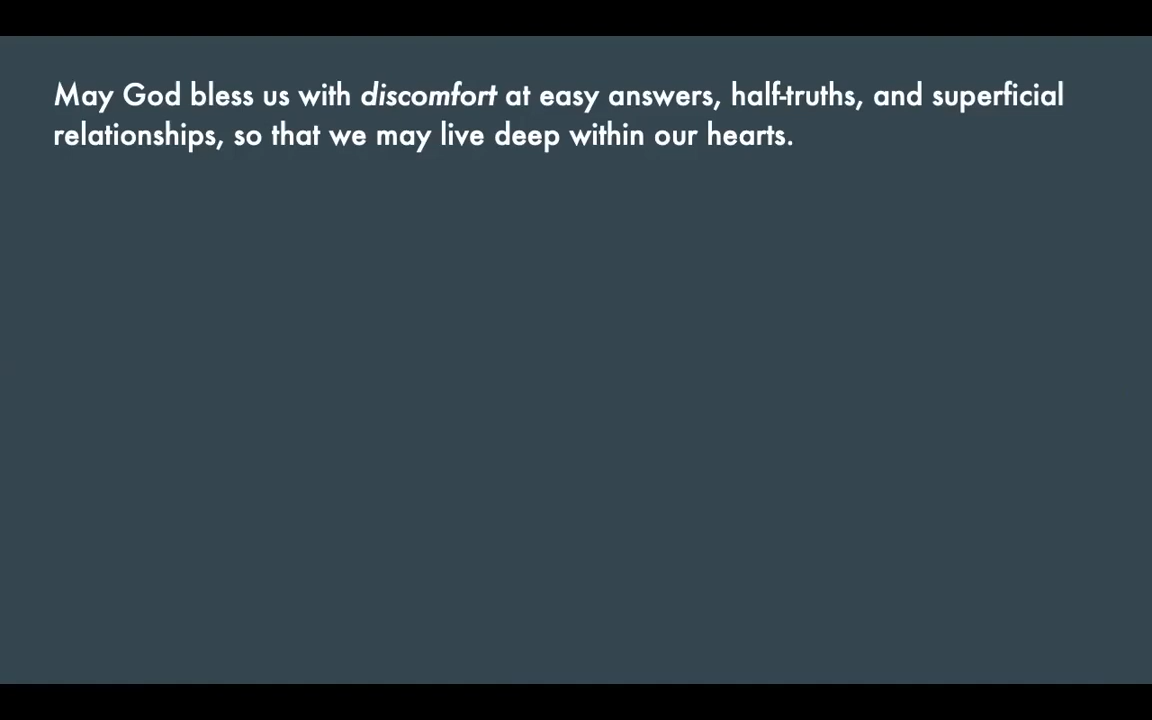 May God bless us with discomfort at easy answers, half-truths, and superficial
relationships, so that we may live deep within our hearts.